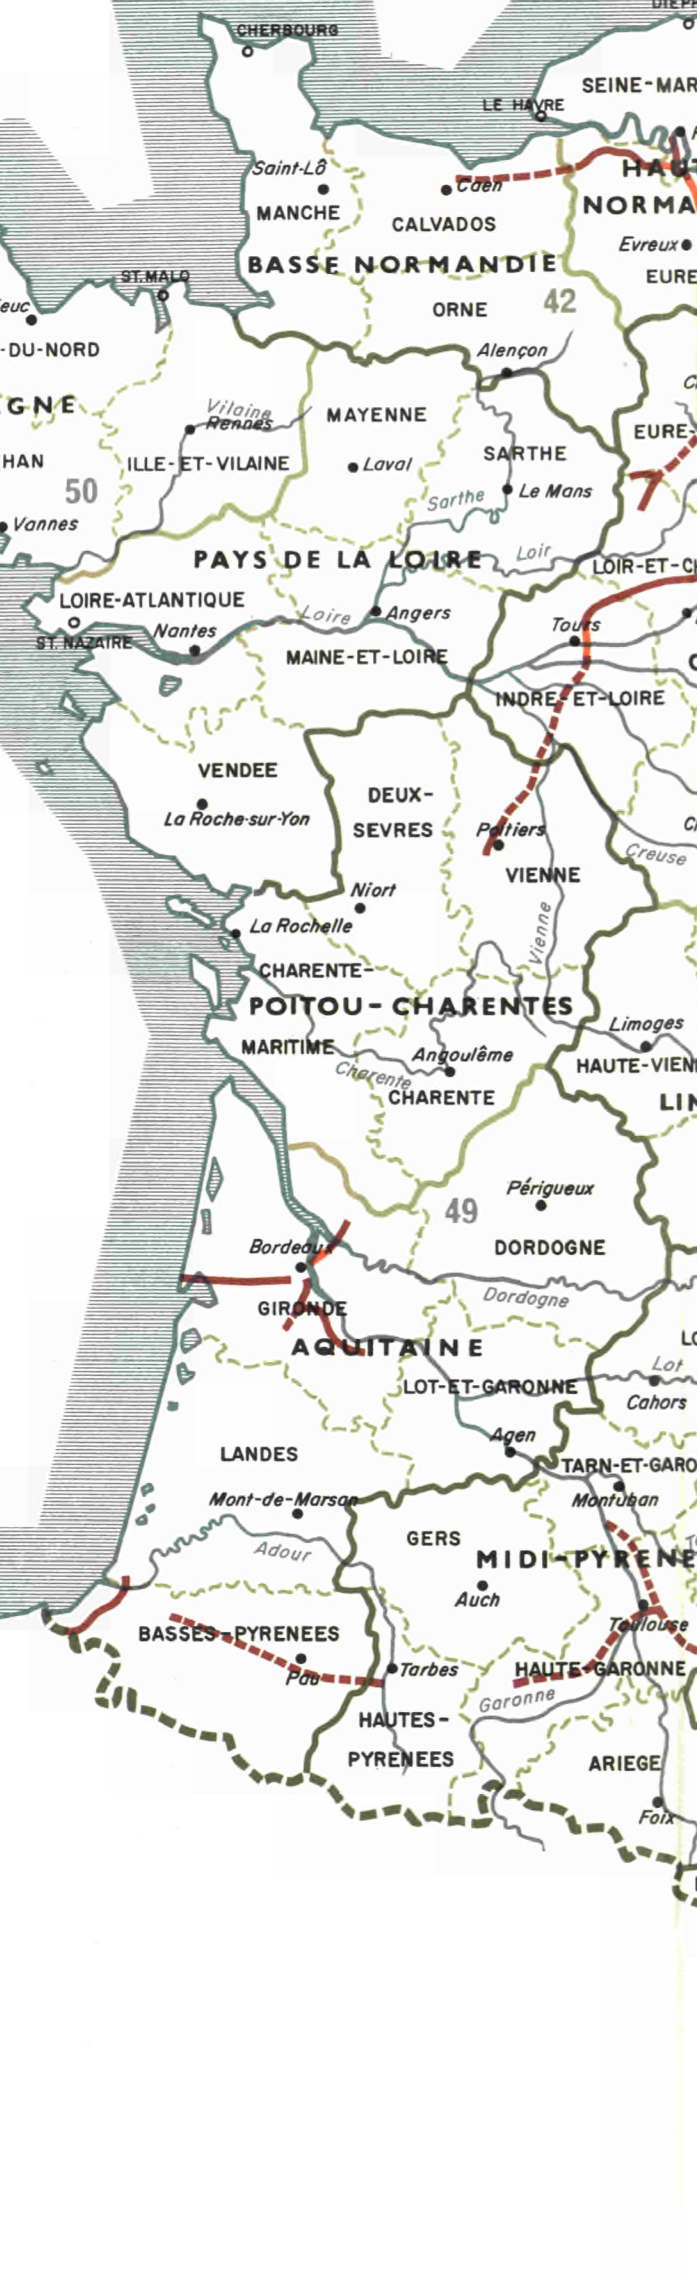 DIEPP
CHERBOURG
SEINE-MAR
LE HAVRE
Saint-Lô
MANCHE
Caen
CALVADOS
HAU
NORMA
Evreux
EURE
BASSE NORMANDIE
ST. MALO
ORNE
42
euc
-DU-NORD
Alençon
GNE
Vilaine
Rennes
MAYENNE
EURE-
HAN
ILLE-ET-VILAINE
Laval
SARTHE
50
Sarthe
Le Mans
Vannes
PAYS DE LA LOIRE
Loir
LOIR-ET-CH
LOIRE-ATLANTIQUE
Loire
Angers
ST. NAZAIRE
Nantes
Tours
MAINE-ET-LOIRE
INDRE-ET-LOIRE
VENDEE
DEUX-
SEVRES
La Roche-sur-Yon
Poitiers
Creuse
VIENNE
Niort
La Rochelle
Vienne
CHARENTE-
MARITIME
POITOU-CHARENTES
Limoges
Angoulême
HAUTE-VIEN
Charente
CHARENTE
LIM
Périgueux
49
DORDOGNE
Bordeaux
Dordogne
GIRONDE
AQUITAINE
LO
Lot
LOT-ET-GARONNE
Cahors
Agen
LANDES
TARN-ET-GARO
Mont-de-Marsan
Montuban
GERS
Adour
MIDI-PYRENE
Auch
Toulouse
BASSES-PYRENEES
Pau
Tarbes
HAUTE-GARONNE
Garonne
HAUTES-
PYRENEES
ARIEGE
Foix